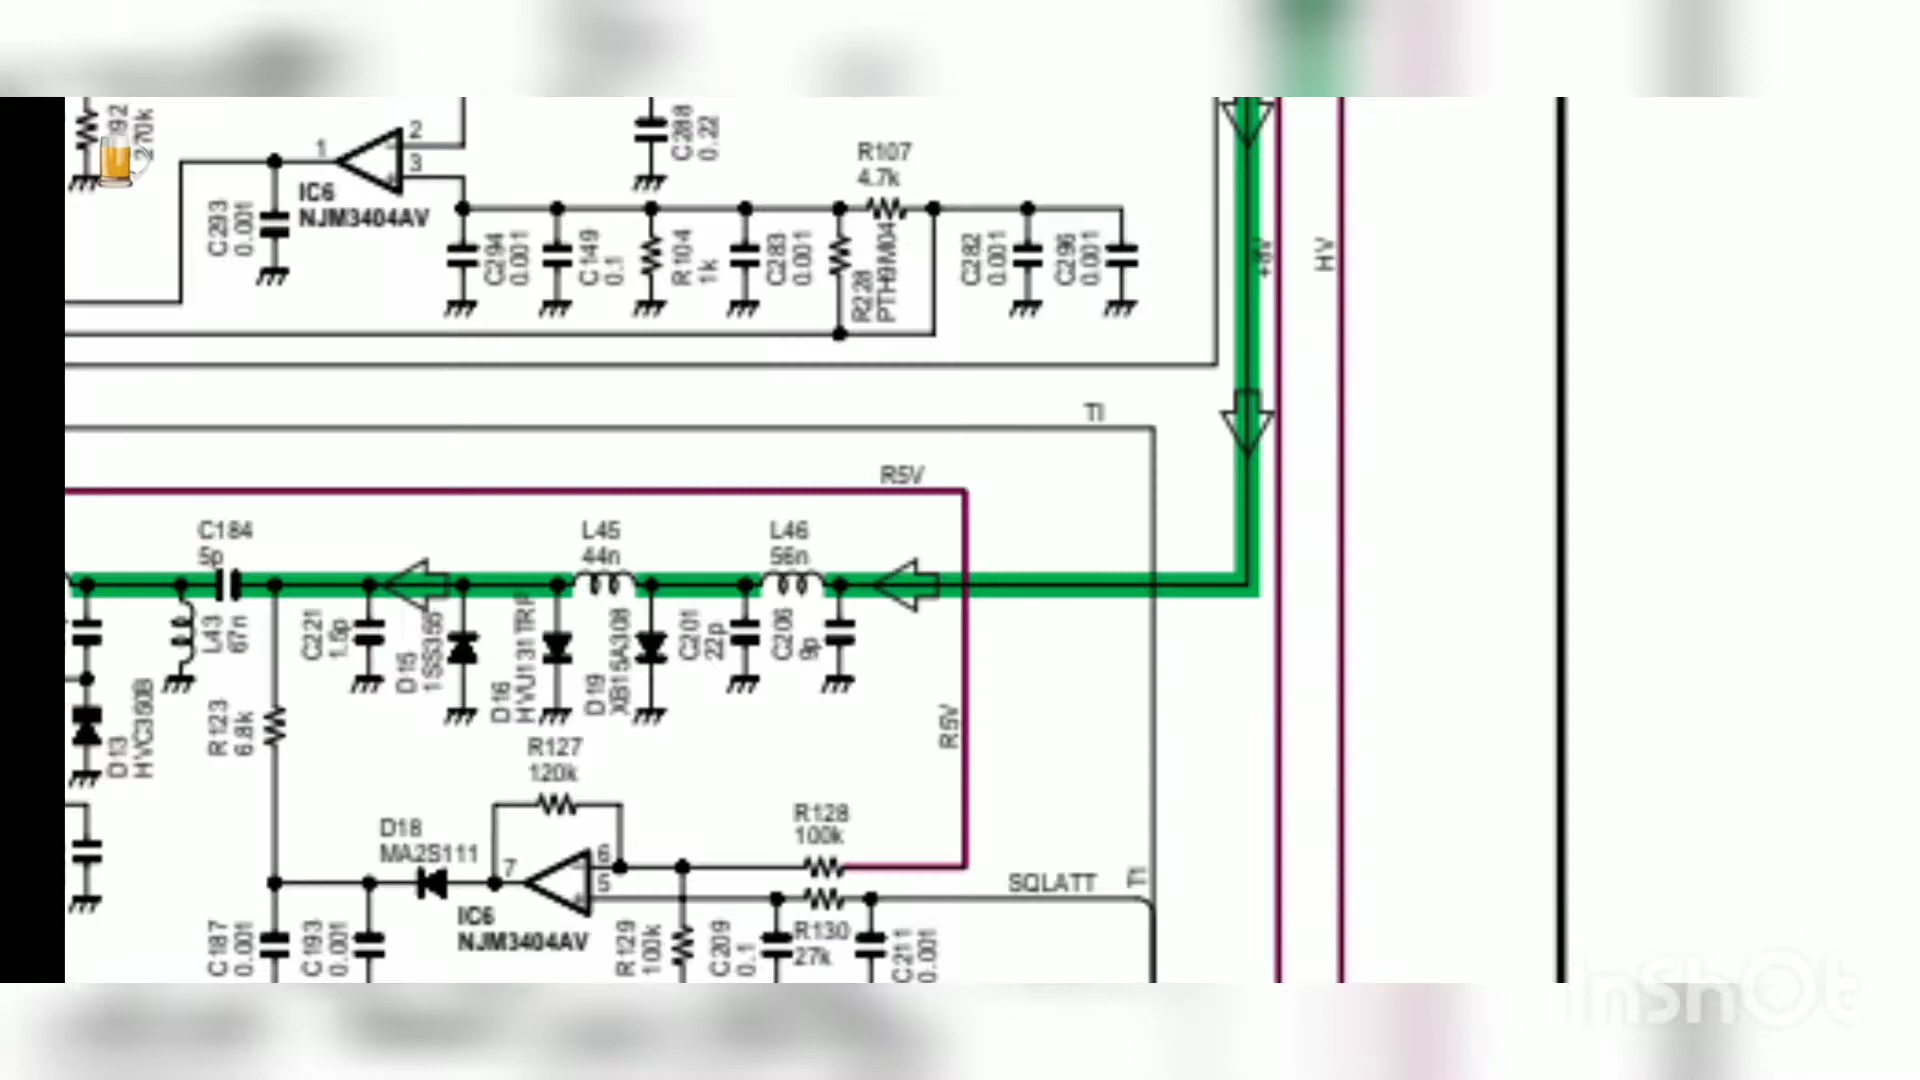 92
270k
1
2
3
IC6
NJM3404AV
C293
0.001
C288
0.22
R107
4.7k
C294
0.001
C149
0.1
R104
1k
C283
0.001
R228
PTH9M04
C282
0.001
C296
0.001
+8V
HV
TI
R5V
C184
5p
L45
44n
L46
56n
L43
67n
C221
1.5p
D15
1SS355
D16
HVU131TRF
D19
XB15A308
C201
22p
C206
9p
R5V
D13
HVC350B
R123
6.8k
R127
120k
R128
100k
D18
MA2S111
7
6
5
SQLATT
TI
IC6
NJM3404AV
C187
0.001
C193
0.001
R129
100k
C209
0.1
R130
27k
C211
0.001
InShOt